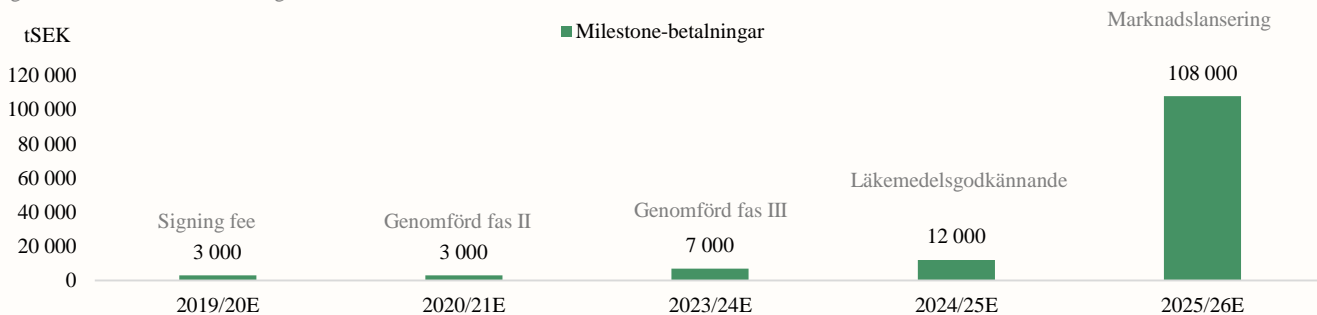 tSEK
Milestone-betalningar
Marknadslansering
120 000
108 000
100 000
80 000
60 000
Läkemedelsgodkännande
40 000
Signing fee
Genomförd fas II
Genomförd fas III
20 000
3 000
3 000
7 000
12 000
0
2019/20E
2020/21E
2023/24E
2024/25E
2025/26E